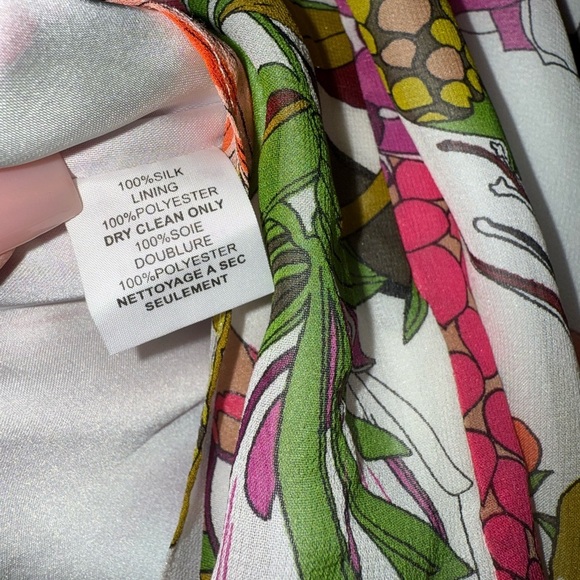 100%SILK
LINING
100%POLYESTER
DRY CLEAN ONLY
100%SOIE
DOUBLURE
100%POLYESTER
NETTOYAGE A SEC
SEULEMENT